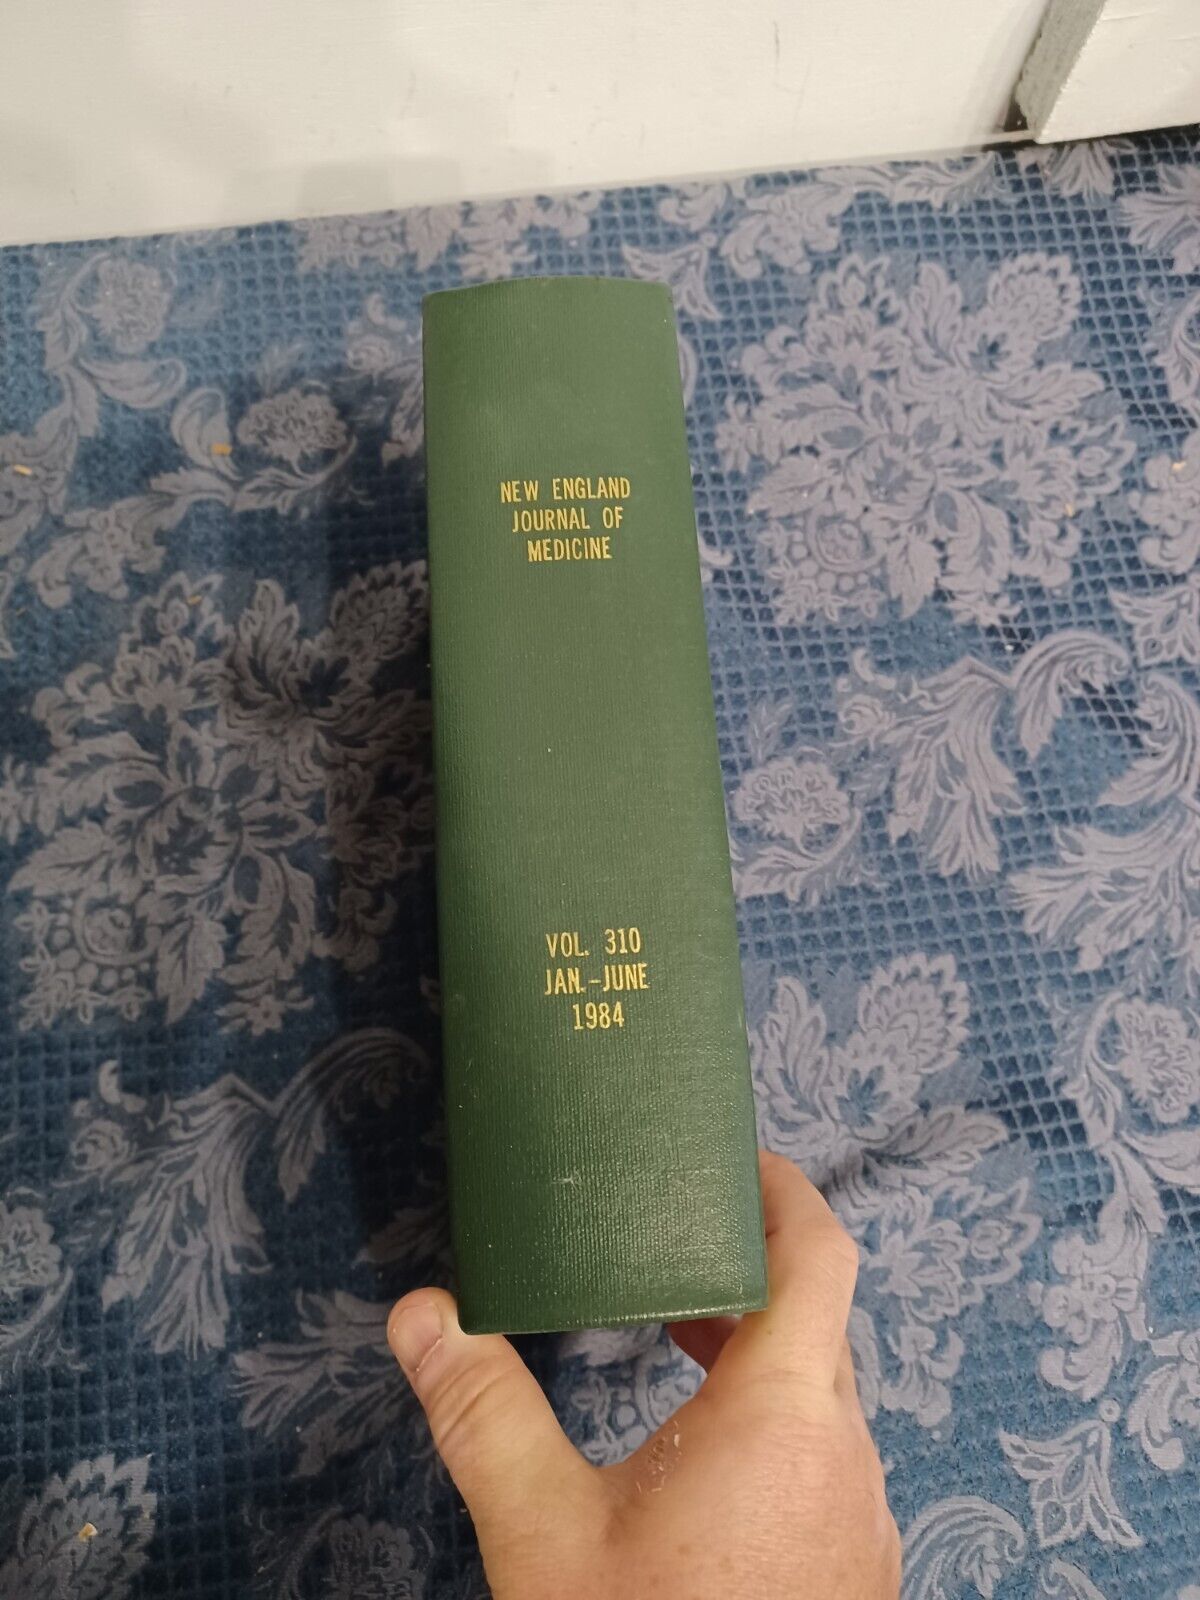 NEW ENGLAND
JOURNAL OF
MEDICINE
VOL. 310
JAN.-JUNE
1984